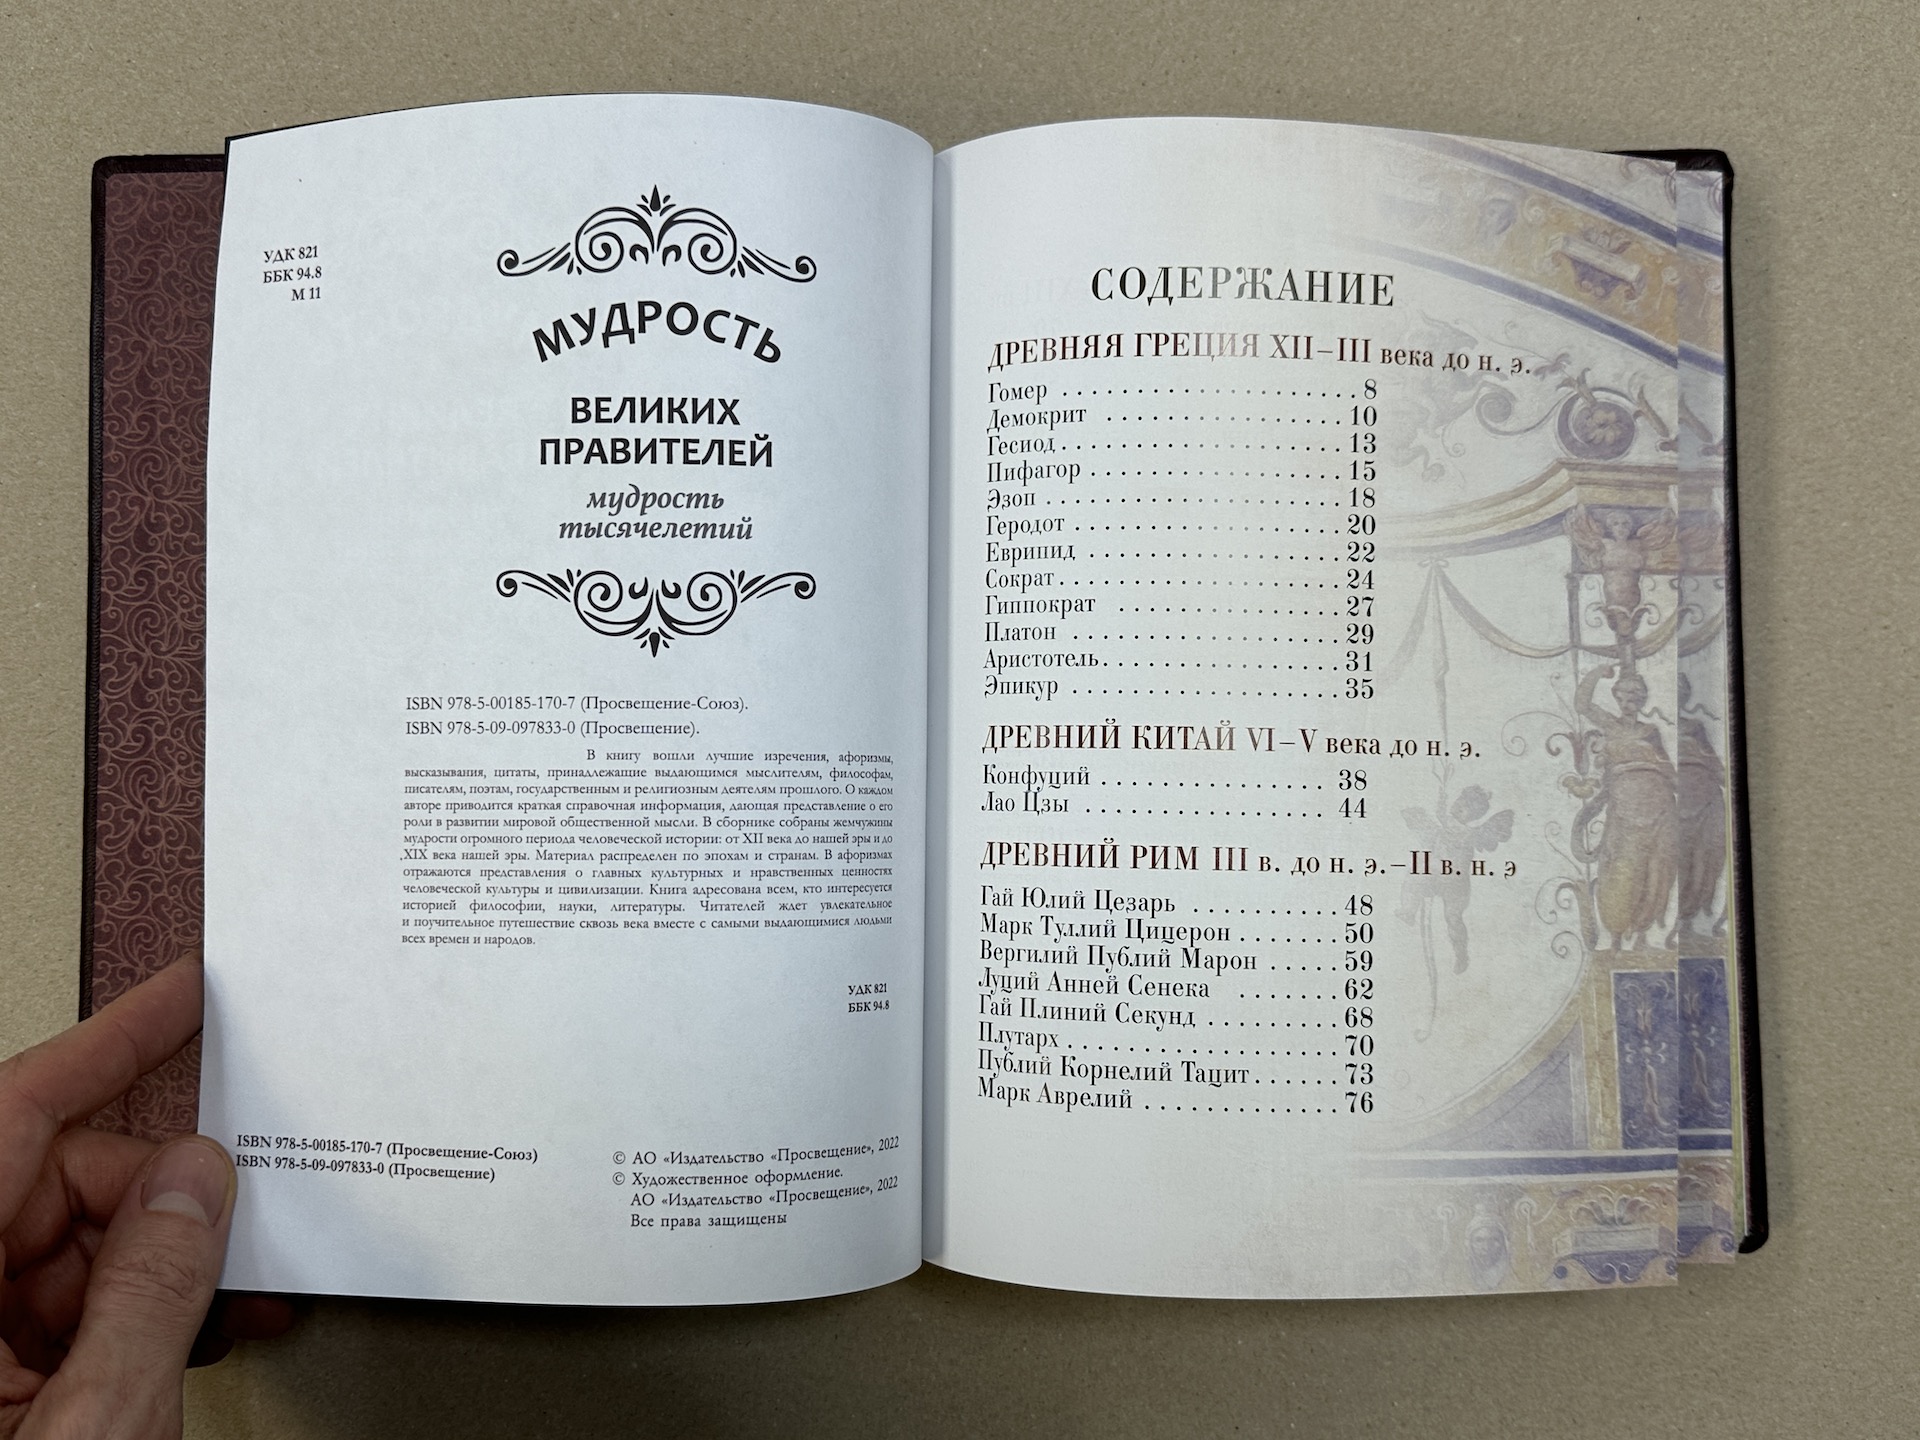 УДК 821
ББК 94.8
М 11
МУДРОСТЬ
ВЕЛИКИХ
ПРАВИТЕЛЕЙ
мудрость
тысячелетий
ISBN 978-5-00185-170-7 (Просвещение-Союз).
ISBN 978-5-09-097833-0 (Просвещение).
В книгу вошли лучшие изречения, афоризмы,
высказывания, цитаты, принадлежащие выдающимся мыслителям, философам,
писателям, поэтам, государственным и религиозным деятелям прошлого. О каждом
авторе приводится краткая справочная информация, дающая представление о его
роли в развитии мировой общественной мысли. В сборнике собраны жемчужины
мудрости огромного периода человеческой истории: от XII века до нашей эры и до
XIX века нашей эры. Материал распределен по эпохам и странам. В афоризмах
отражаются представления о главных культурных и нравственных ценностях
человеческой культуры и цивилизации. Книга адресована всем, кто интересуется
историей философии, науки, литературы. Читателей ждет увлекательное
и поучительное путешествие сквозь века вместе с самыми выдающимися людьми
всех времен и народов.
УДК 821
ББК 94.8
ISBN 978-5-00185-170-7 (Просвещение-Союз)
ISBN 978-5-09-097833-0 (Просвещение)
© АО «Издательство «Просвещение», 2022
© Художественное оформление.
АО «Издательство «Просвещение», 2022
Все права защищены
СОДЕРЖАНИЕ
ДРЕВНЯЯ ГРЕЦИЯ XII–III века до н. э.
Гомер . . . . . . . . . . . . . . . . . . . . 8
Демокрит . . . . . . . . . . . . . . . . 10
Гесиод . . . . . . . . . . . . . . . . . . . 13
Пифагор . . . . . . . . . . . . . . . . . 15
Эзоп . . . . . . . . . . . . . . . . . . . . 18
Геродот . . . . . . . . . . . . . . . . . . 20
Еврипид . . . . . . . . . . . . . . . . . 22
Сократ . . . . . . . . . . . . . . . . . . . 24
Гиппократ . . . . . . . . . . . . . . . 27
Платон . . . . . . . . . . . . . . . . . . 29
Аристотель . . . . . . . . . . . . . . . . 31
Эпикур . . . . . . . . . . . . . . . . . . 35
ДРЕВНИЙ КИТАЙ VI–V века до н. э.
Конфуций . . . . . . . . . . . . . . . 38
Лао Цзы . . . . . . . . . . . . . . . . 44
ДРЕВНИЙ РИМ III в. до н. э.–II в. н. э
Гай Юлий Цезарь . . . . . . . . . . 48
Марк Туллий Цицерон . . . . . . . 50
Вергилий Публий Марон . . . . . 59
Луций Анней Сенека . . . . . . . 62
Гай Плиний Секунд . . . . . . . . . 68
Плутарх . . . . . . . . . . . . . . . . . . 70
Публий Корнелий Тацит . . . . . . 73
Марк Аврелий . . . . . . . . . . . . . 76